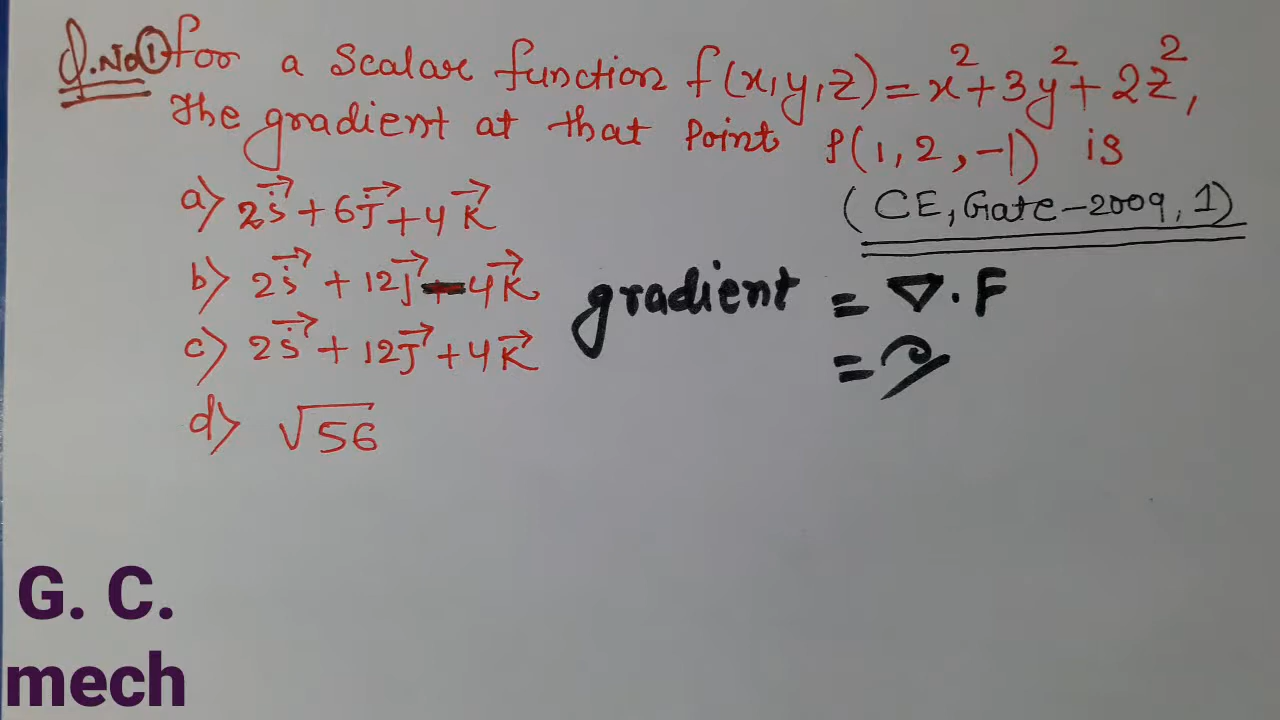 Q.No① For a Scalar function f(x,y,z)=x²+3y²+2z²,
the gradient at that Point P(1,2,-1) is
(CE, Gate-2009, 1)
a) 2i⃗+6J⃗+4K⃗
b) 2i⃗+12J⃗-4K⃗
c) 2i⃗+12J⃗+4K⃗
d) √56
gradient = ∇.F
= ?
G. C.
mech